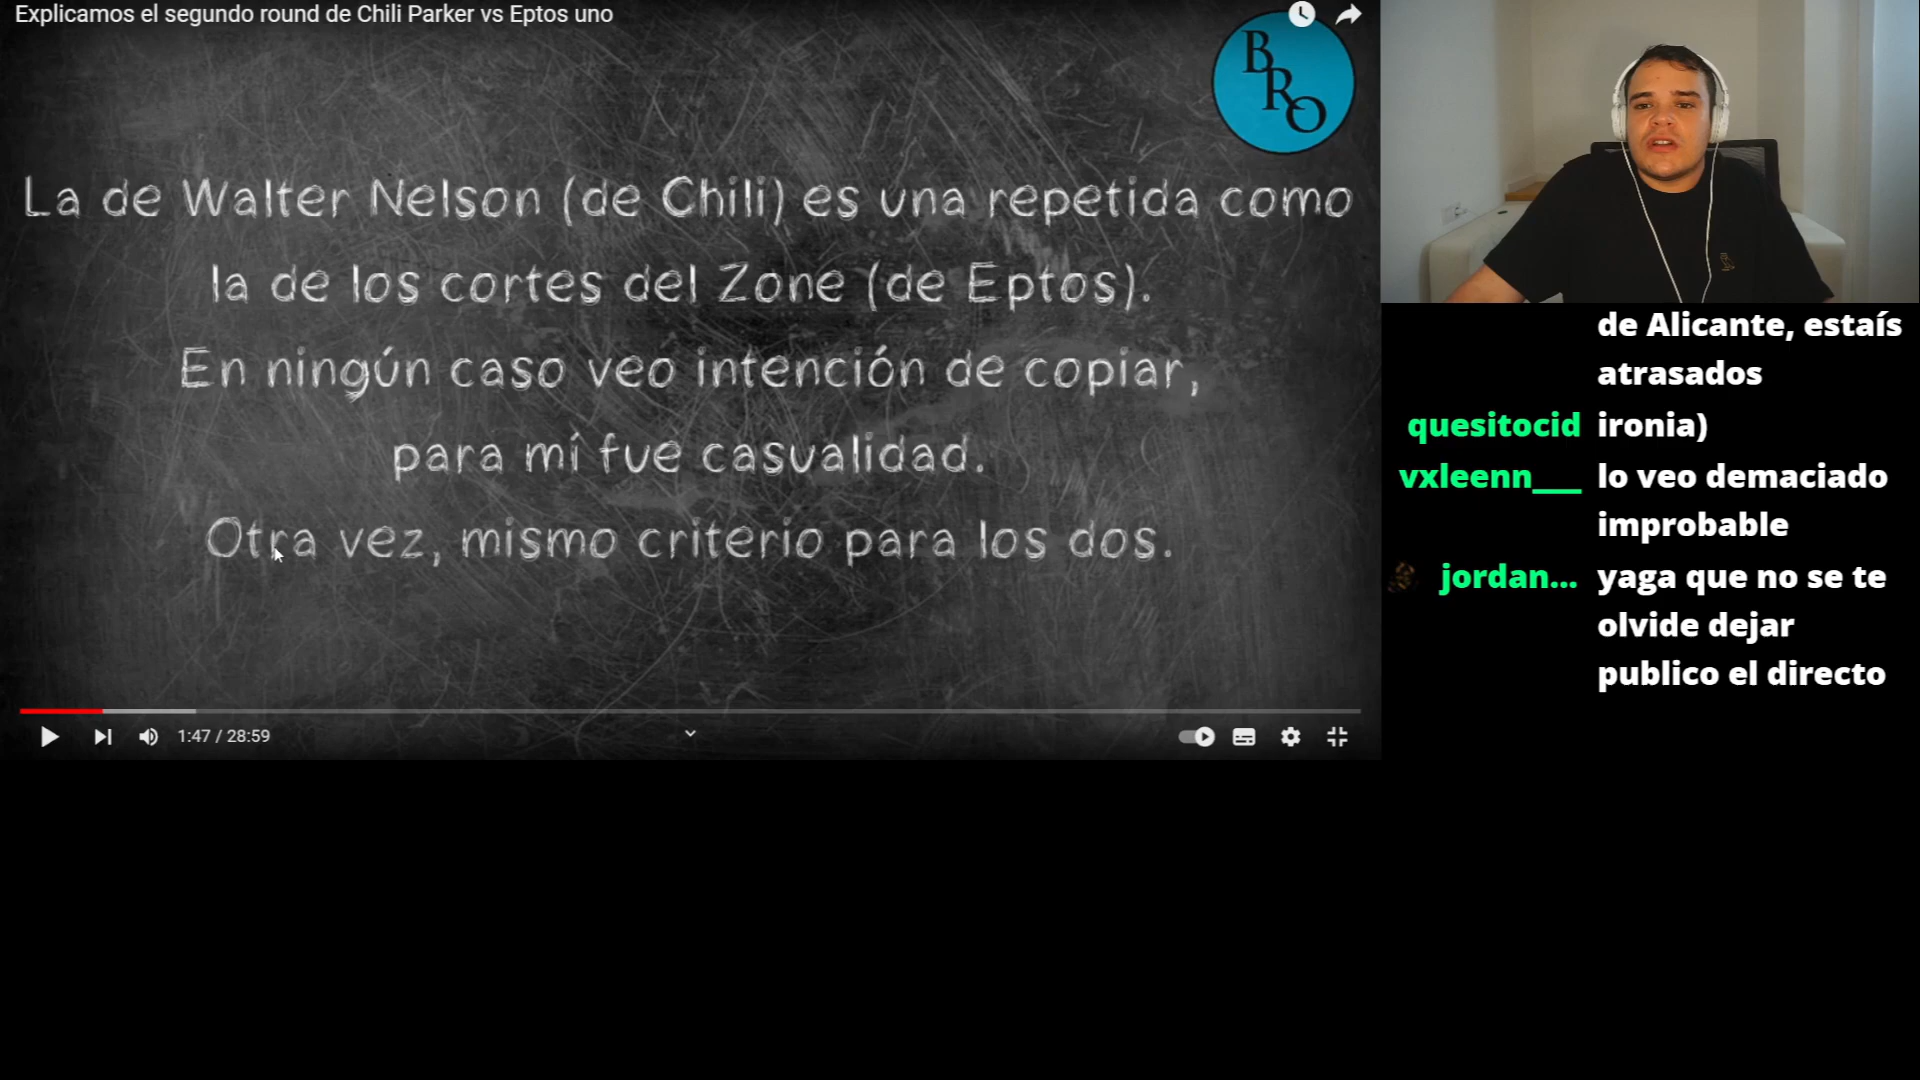 Explicamos el segundo round de Chili Parker vs Eptos uno
BRO
La de Walter Nelson (de Chili) es una repetida como
la de los cortes del Zone (de Eptos).
En ningún caso veo intención de copiar,
para mí fue casualidad.
Otra vez, mismo criterio para los dos.
1:47 / 28:59
de Alicante, estaís
atrasados
quesitocid ironia)
vxleenn___ lo veo demaciado
improbable
jordan... yaga que no se te
olvide dejar
publico el directo